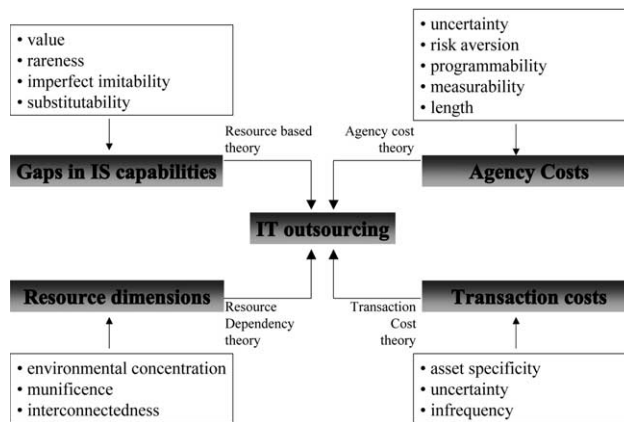 • value
• rareness
• imperfect imitability
• substitutability
• uncertainty
• risk aversion
• programmability
• measurability
• length
Resource based
theory
Agency cost
theory
Gaps in IS capabilities
Agency Costs
IT outsourcing
Resource dimensions
Transaction costs
Resource
Dependency
theory
Transaction
Cost
theory
• environmental concentration
• munificence
• interconnectedness
• asset specificity
• uncertainty
• infrequency